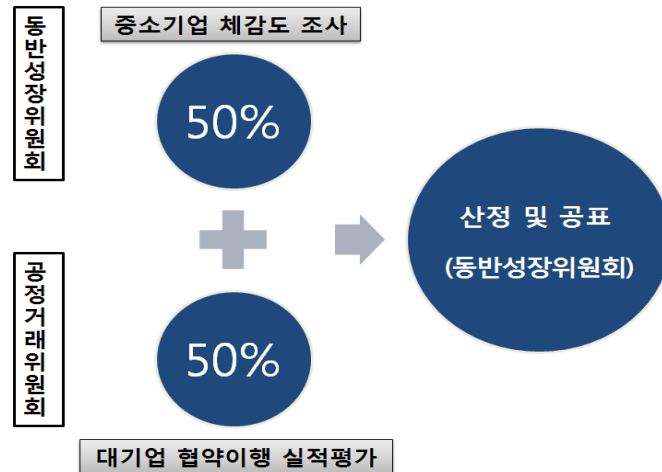 동반성장위원회
중소기업 체감도 조사
50%
산정 및 공표
(동반성장위원회)
공정거래위원회
50%
대기업 협약이행 실적평가